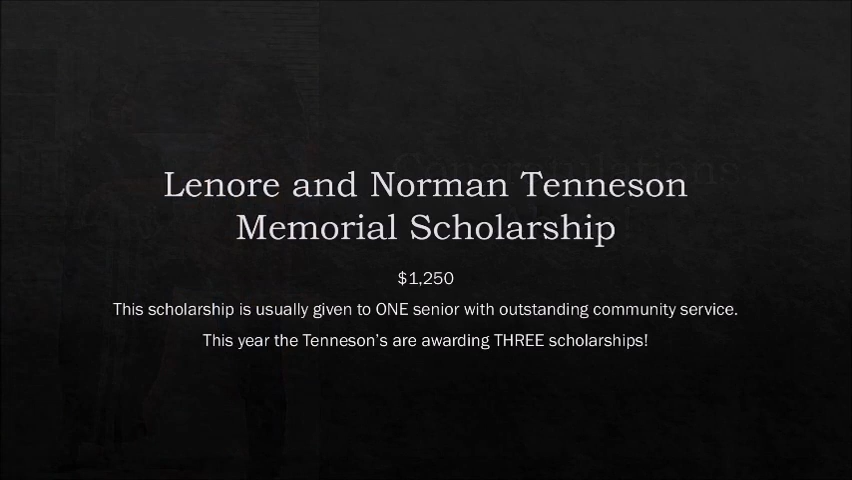 Congratulations
Lenore and Norman Tenneson
Memorial Scholarship
$1,250
This scholarship is usually given to ONE senior with outstanding community service.
This year the Tenneson’s are awarding THREE scholarships!